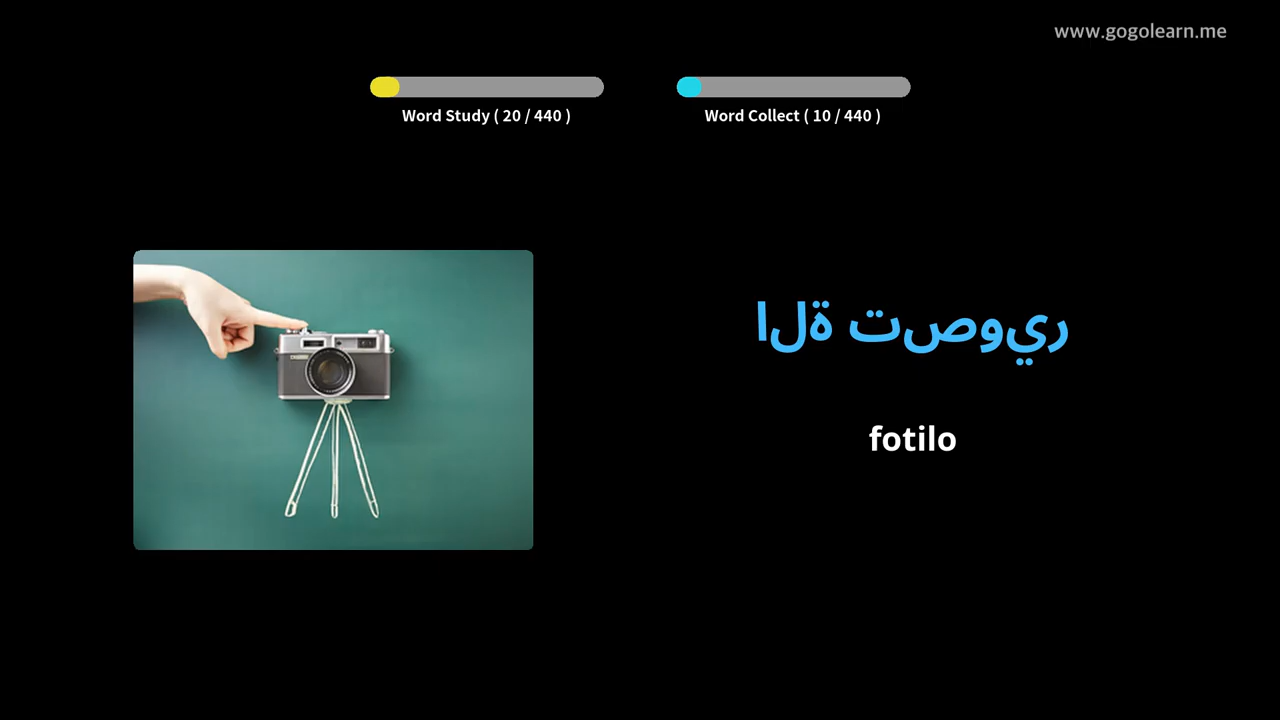 www.gogolearn.me
Word Study ( 20 / 440 )
Word Collect ( 10 / 440 )
الة تصوير
fotilo